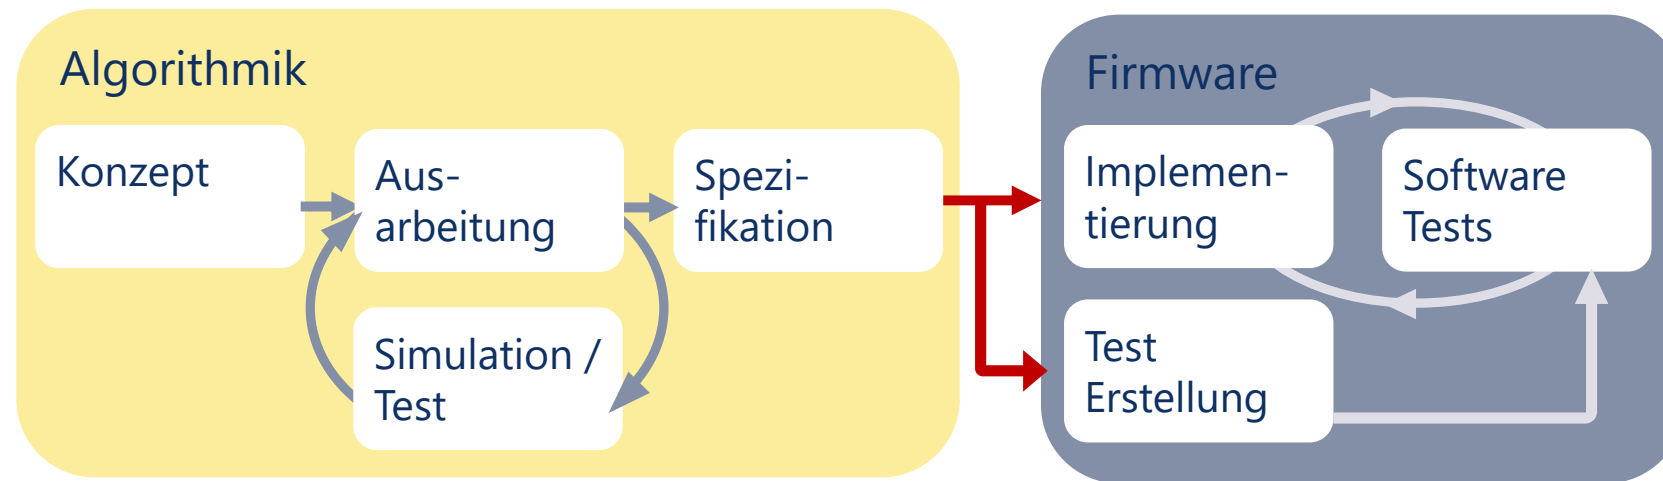 Algorithmik
Konzept
Aus-
arbeitung
Spezi-
fikation
Simulation /
Test
Firmware
Implemen-
tierung
Software
Tests
Test
Erstellung